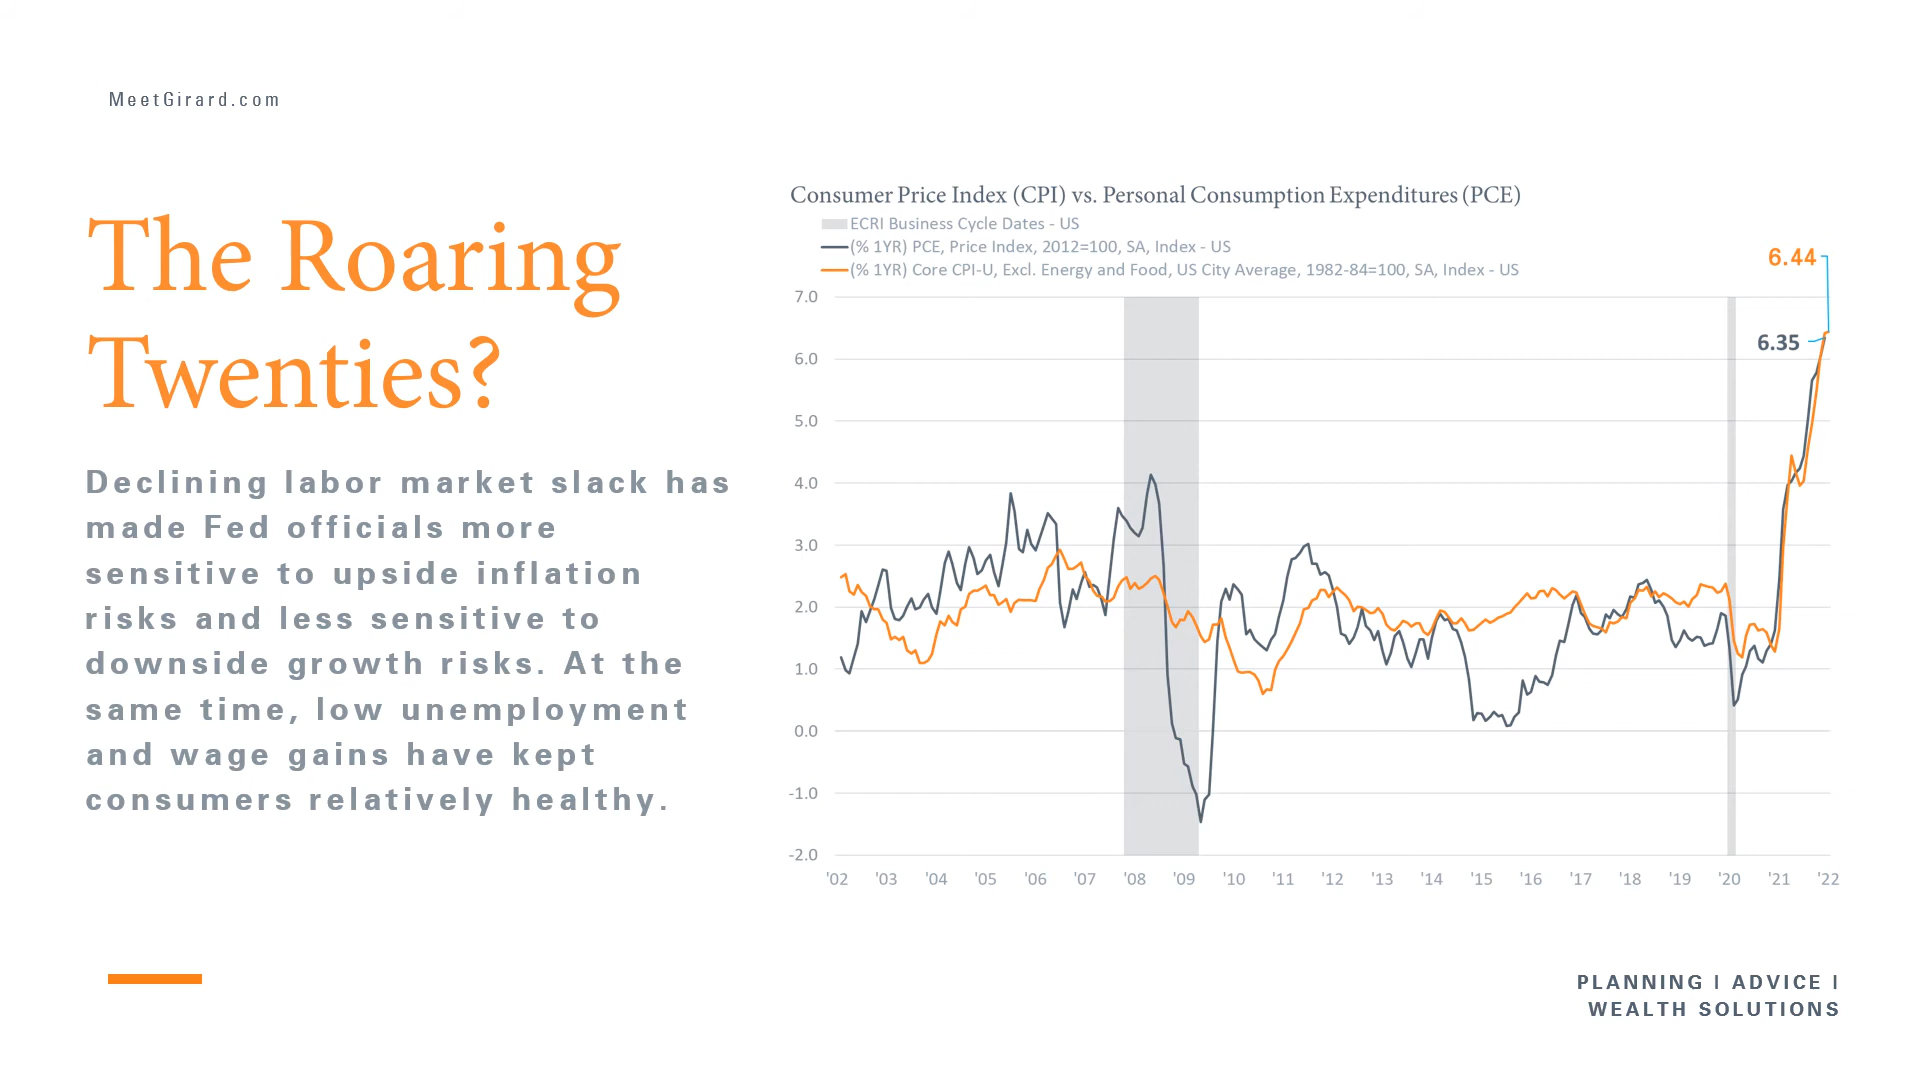 MeetGirard.com
The Roaring
Twenties?
Declining labor market slack has
made Fed officials more
sensitive to upside inflation
risks and less sensitive to
downside growth risks. At the
same time, low unemployment
and wage gains have kept
consumers relatively healthy.
Consumer Price Index (CPI) vs. Personal Consumption Expenditures (PCE)
ECRI Business Cycle Dates - US
(% 1YR) PCE, Price Index, 2012=100, SA, Index - US
(% 1YR) Core CPI-U, Excl. Energy and Food, US City Average, 1982-84=100, SA, Index - US
6.44
6.35
7.0
6.0
5.0
4.0
3.0
2.0
1.0
0.0
-1.0
-2.0
'02 '03 '04 '05 '06 '07 '08 '09 '10 '11 '12 '13 '14 '15 '16 '17 '18 '19 '20 '21 '22
PLANNING | ADVICE |
WEALTH SOLUTIONS